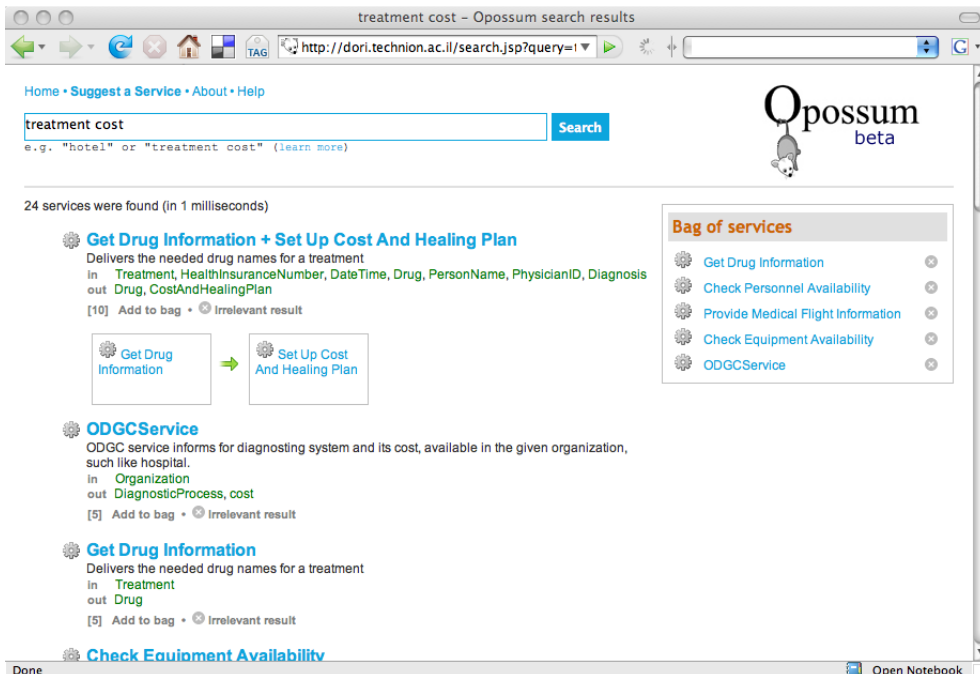 treatment cost – Opossum search results
TAG
http://dori.technion.ac.il/search.jsp?query=t
G
Home • Suggest a Service • About • Help
treatment cost
Search
e.g. "hotel" or "treatment cost" (learn more)
Opossum
beta
24 services were found (in 1 milliseconds)
Get Drug Information + Set Up Cost And Healing Plan
Delivers the needed drug names for a treatment
in Treatment, HealthInsuranceNumber, DateTime, Drug, PersonName, PhysicianID, Diagnosis
out Drug, CostAndHealingPlan
[10] Add to bag • Irrelevant result
Get Drug
Information
Set Up Cost
And Healing Plan
ODGCService
ODGC service informs for diagnosting system and its cost, available in the given organization,
such like hospital.
in Organization
out DiagnosticProcess, cost
[5] Add to bag • Irrelevant result
Get Drug Information
Delivers the needed drug names for a treatment
in Treatment
out Drug
[5] Add to bag • Irrelevant result
Check Equipment Availability
Bag of services
Get Drug Information
Check Personnel Availability
Provide Medical Flight Information
Check Equipment Availability
ODGCService
Done
Open Notebook